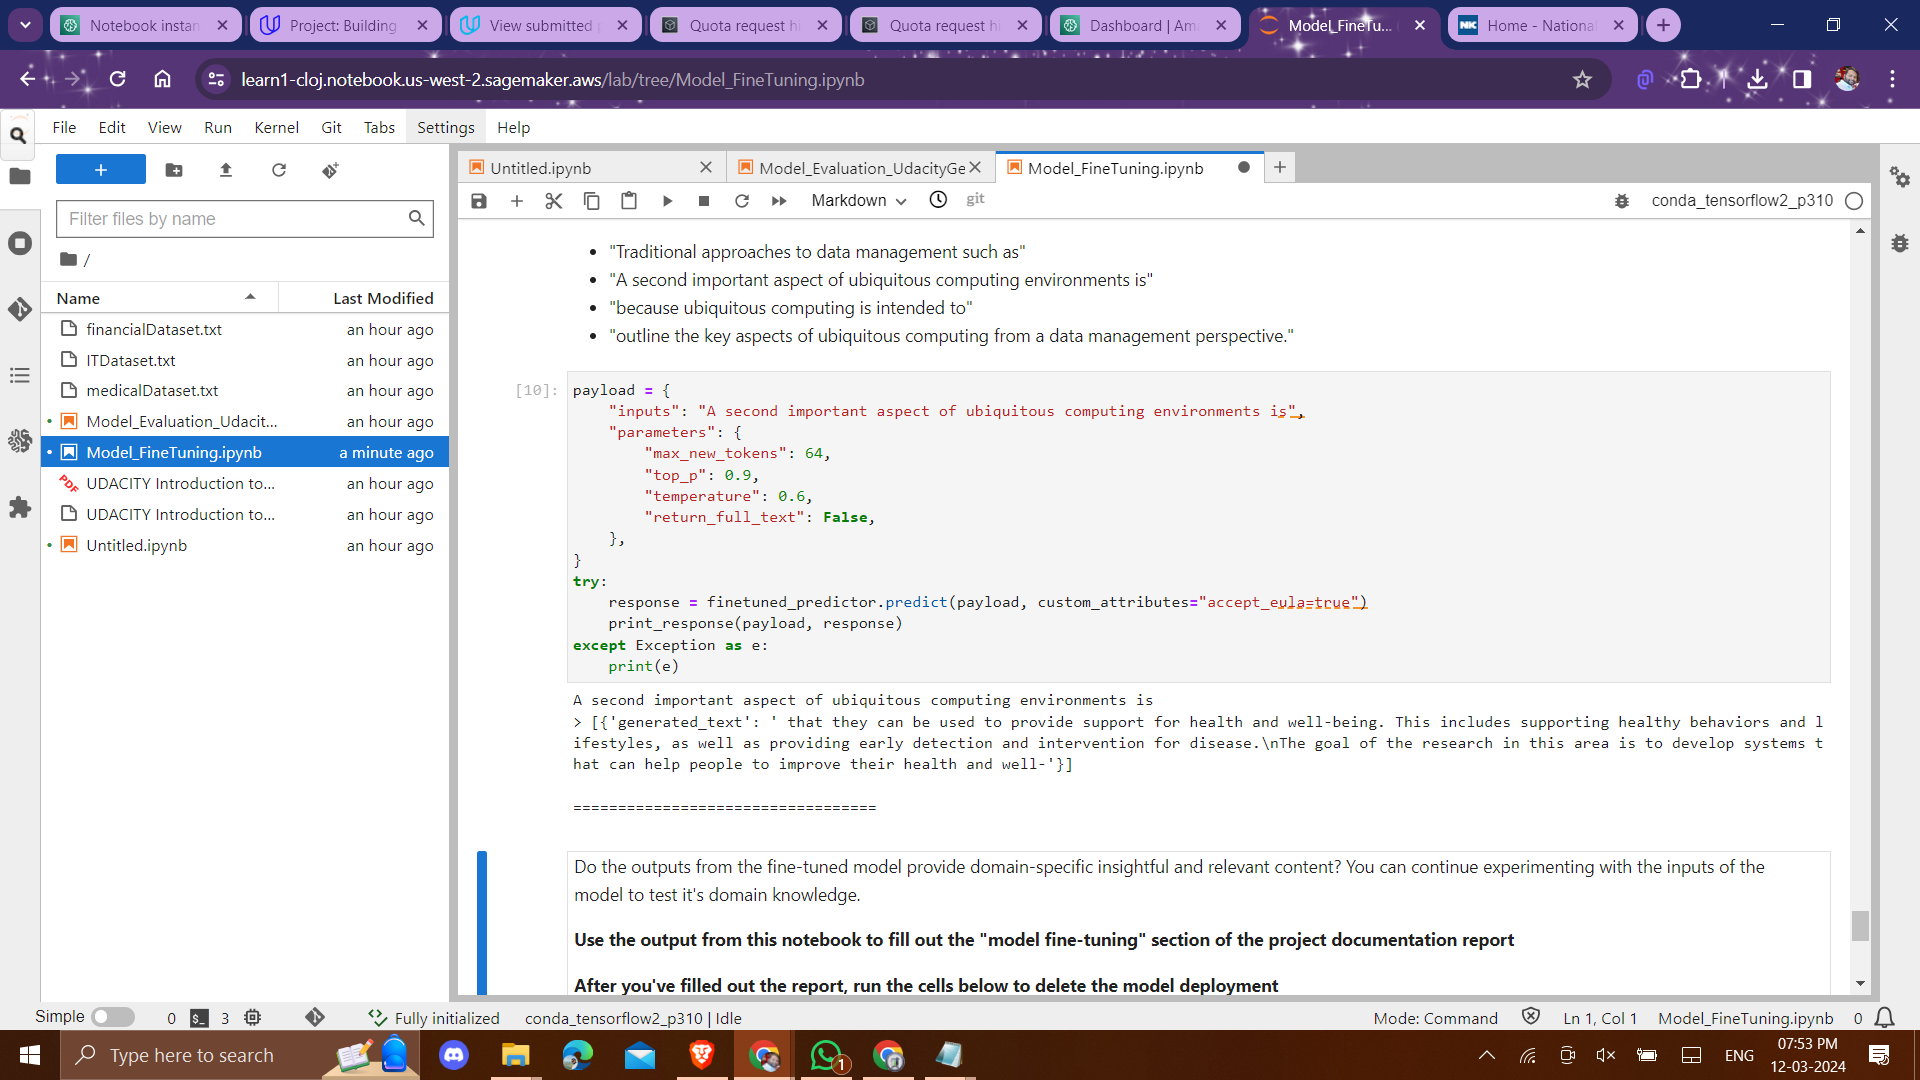 Notebook instan
Project: Building
View submitted
Quota request hi
Quota request hi
Dashboard | Ama
Model_FineTu...
Home - National
learn1-cloj.notebook.us-west-2.sagemaker.aws/lab/tree/Model_FineTuning.ipynb
File Edit View Run Kernel Git Tabs Settings Help
Untitled.ipynb
Model_Evaluation_UdacityGe
Model_FineTuning.ipynb
Markdown
git
conda_tensorflow2_p310
Filter files by name
/
Name Last Modified
financialDataset.txt an hour ago
ITDataset.txt an hour ago
medicalDataset.txt an hour ago
Model_Evaluation_Udacit... an hour ago
Model_FineTuning.ipynb a minute ago
PDF UDACITY Introduction to... an hour ago
UDACITY Introduction to... an hour ago
Untitled.ipynb an hour ago
• "Traditional approaches to data management such as"
• "A second important aspect of ubiquitous computing environments is"
• "because ubiquitous computing is intended to"
• "outline the key aspects of ubiquitous computing from a data management perspective."
[10]:
payload = {
"inputs": "A second important aspect of ubiquitous computing environments is",
"parameters": {
"max_new_tokens": 64,
"top_p": 0.9,
"temperature": 0.6,
"return_full_text": False,
},
}
try:
response = finetuned_predictor.predict(payload, custom_attributes="accept_eula=true")
print_response(payload, response)
except Exception as e:
print(e)
A second important aspect of ubiquitous computing environments is
> [{'generated_text': ' that they can be used to provide support for health and well-being. This includes supporting healthy behaviors and l
ifestyles, as well as providing early detection and intervention for disease.\nThe goal of the research in this area is to develop systems t
hat can help people to improve their health and well-'}]
==================================
Do the outputs from the fine-tuned model provide domain-specific insightful and relevant content? You can continue experimenting with the inputs of the
model to test it's domain knowledge.
Use the output from this notebook to fill out the "model fine-tuning" section of the project documentation report
After you've filled out the report, run the cells below to delete the model deployment
Simple 0 $_ 3 Fully initialized conda_tensorflow2_p310 | Idle Mode: Command Ln 1, Col 1 Model_FineTuning.ipynb 0
Type here to search
1
ENG
07:53 PM
12-03-2024